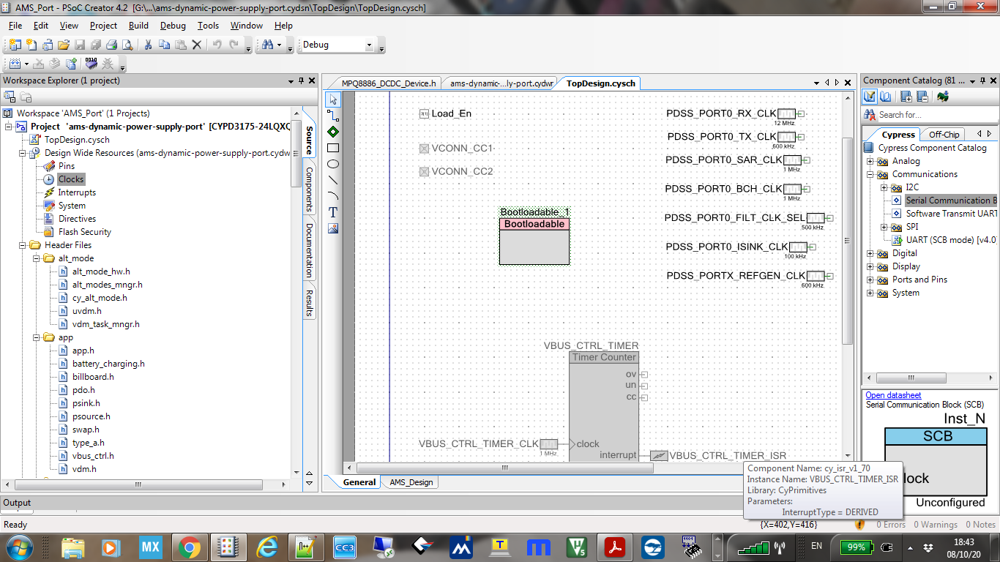 AMS_Port - PSoC Creator 4.2 [G:\...\ams-dynamic-power-supply-port.cydsn\TopDesign\TopDesign.cysch]
File Edit View Project Build Debug Tools Window Help
Debug
Workspace Explorer (1 project)
Workspace 'AMS_Port' (1 Projects)
Project 'ams-dynamic-power-supply-port' [CYPD3175-24LQXQ
TopDesign.cysch
Design Wide Resources (ams-dynamic-power-supply-port.cydw
Pins
Clocks
Interrupts
System
Directives
Flash Security
Header Files
alt_mode
alt_mode_hw.h
alt_modes_mngr.h
cy_alt_mode.h
uvdm.h
vdm_task_mngr.h
app
app.h
battery_charging.h
billboard.h
pdo.h
psink.h
psource.h
swap.h
type_a.h
vbus_ctrl.h
vdm.h
Source
Components
Documentation
Results
MPQ8886_DCDC_Device.h
ams-dynamic-...ly-port.cydwr
TopDesign.cysch
Load_En
VCONN_CC1
VCONN_CC2
Bootloadable_1
Bootloadable
PDSS_PORT0_RX_CLK
12 MHz
PDSS_PORT0_TX_CLK
600 kHz
PDSS_PORT0_SAR_CLK
1 MHz
PDSS_PORT0_BCH_CLK
1 MHz
PDSS_PORT0_FILT_CLK_SEL
500 kHz
PDSS_PORT0_ISINK_CLK
100 kHz
PDSS_PORTX_REFGEN_CLK
600 kHz
VBUS_CTRL_TIMER
Timer Counter
ov
un
cc
VBUS_CTRL_TIMER_CLK
1 MHz
clock
interrupt
VBUS_CTRL_TIMER_ISR
General
AMS_Design
Component Catalog (81 ...
Search for...
Cypress
Off-Chip
Cypress Component Catalog
Analog
Communications
I2C
Serial Communication B
Software Transmit UART
SPI
UART (SCB mode) [v4.0]
Digital
Display
Ports and Pins
System
Open datasheet
Serial Communication Block (SCB)
Inst_N
SCB
lock
Unconfigured
Component Name: cy_isr_v1_70
Instance Name: VBUS_CTRL_TIMER_ISR
Library: CyPrimitives
Parameters:
InterruptType = DERIVED
Output
Ready
{X=402,Y=416}
0 Errors 0 Warnings 0 Notes
MX
CC3
T
V5
1101
EN
99%
18:43
08/10/20